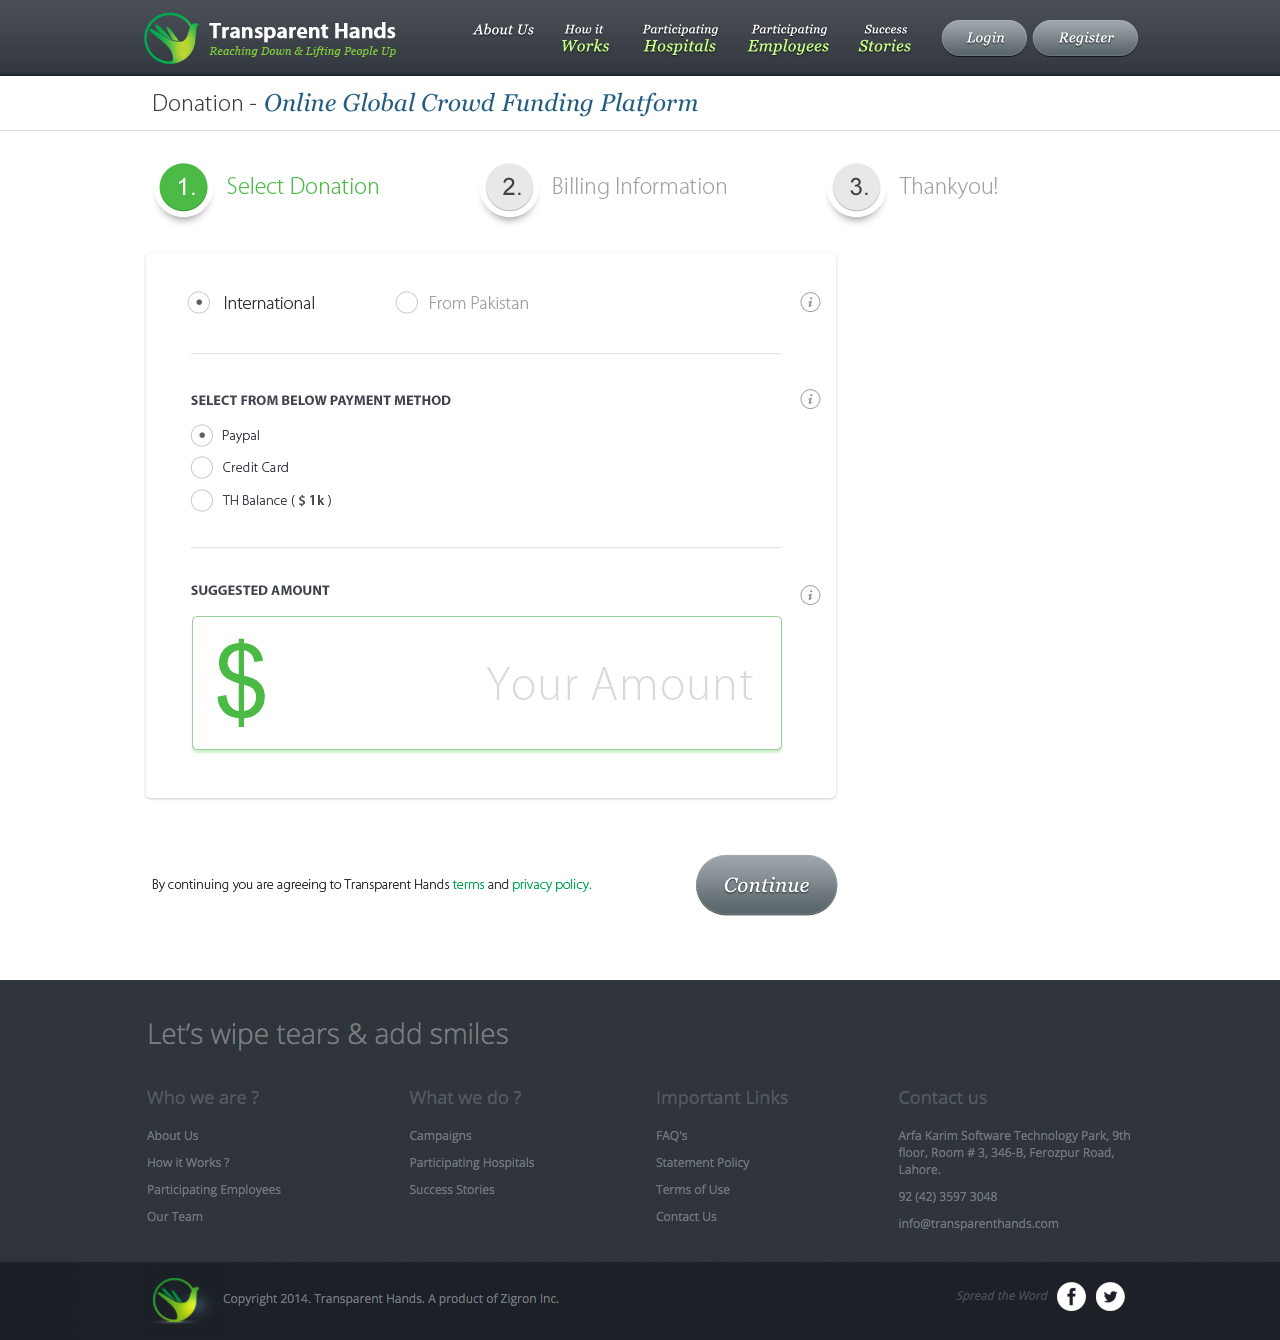 Transparent Hands
Reaching Down & Lifting People Up
About Us
How it
Works
Participating
Hospitals
Participating
Employees
Success
Stories
Login
Register
Donation - Online Global Crowd Funding Platform
1. Select Donation
2. Billing Information
3. Thankyou!
International
From Pakistan
i
SELECT FROM BELOW PAYMENT METHOD
i
Paypal
Credit Card
TH Balance ( $ 1k )
SUGGESTED AMOUNT
i
$ Your Amount
By continuing you are agreeing to Transparent Hands terms and privacy policy.
Continue
Let's wipe tears & add smiles
Who we are ?
About Us
How it Works ?
Participating Employees
Our Team
What we do ?
Campaigns
Participating Hospitals
Success Stories
Important Links
FAQ's
Statement Policy
Terms of Use
Contact Us
Contact us
Arfa Karim Software Technology Park, 9th
floor, Room # 3, 346-B, Ferozpur Road,
Lahore.
92 (42) 3597 3048
info@transparenthands.com
Copyright 2014. Transparent Hands. A product of Zigron Inc.
Spread the Word